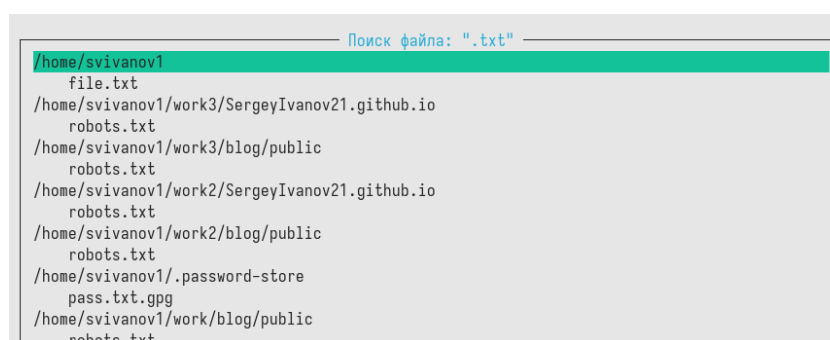 Поиск файла: ".txt"
/home/svivanov1
file.txt
/home/svivanov1/work3/SergeyIvanov21.github.io
robots.txt
/home/svivanov1/work3/blog/public
robots.txt
/home/svivanov1/work2/SergeyIvanov21.github.io
robots.txt
/home/svivanov1/work2/blog/public
robots.txt
/home/svivanov1/.password-store
pass.txt.gpg
/home/svivanov1/work/blog/public
robots.txt